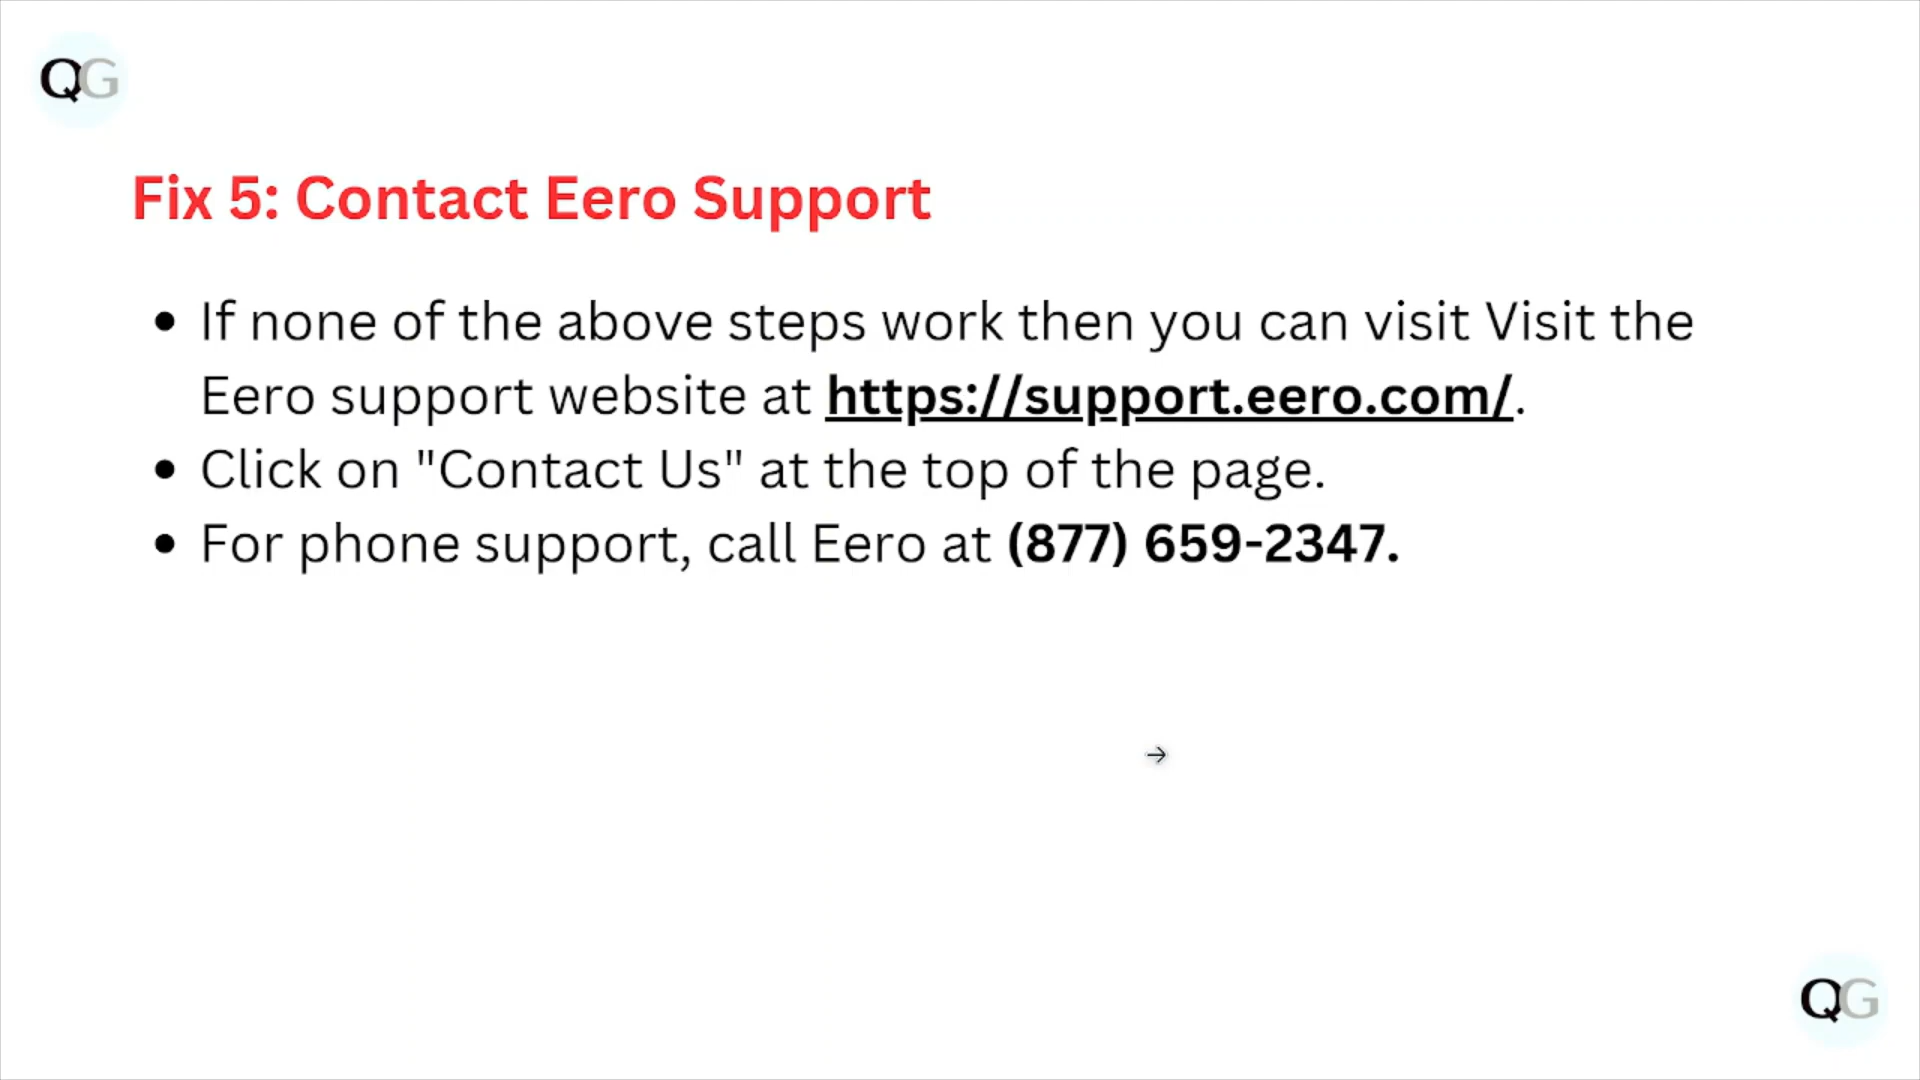 QG
Fix 5: Contact Eero Support
• If none of the above steps work then you can visit Visit the
Eero support website at https://support.eero.com/.
• Click on "Contact Us" at the top of the page.
• For phone support, call Eero at (877) 659-2347.
QG